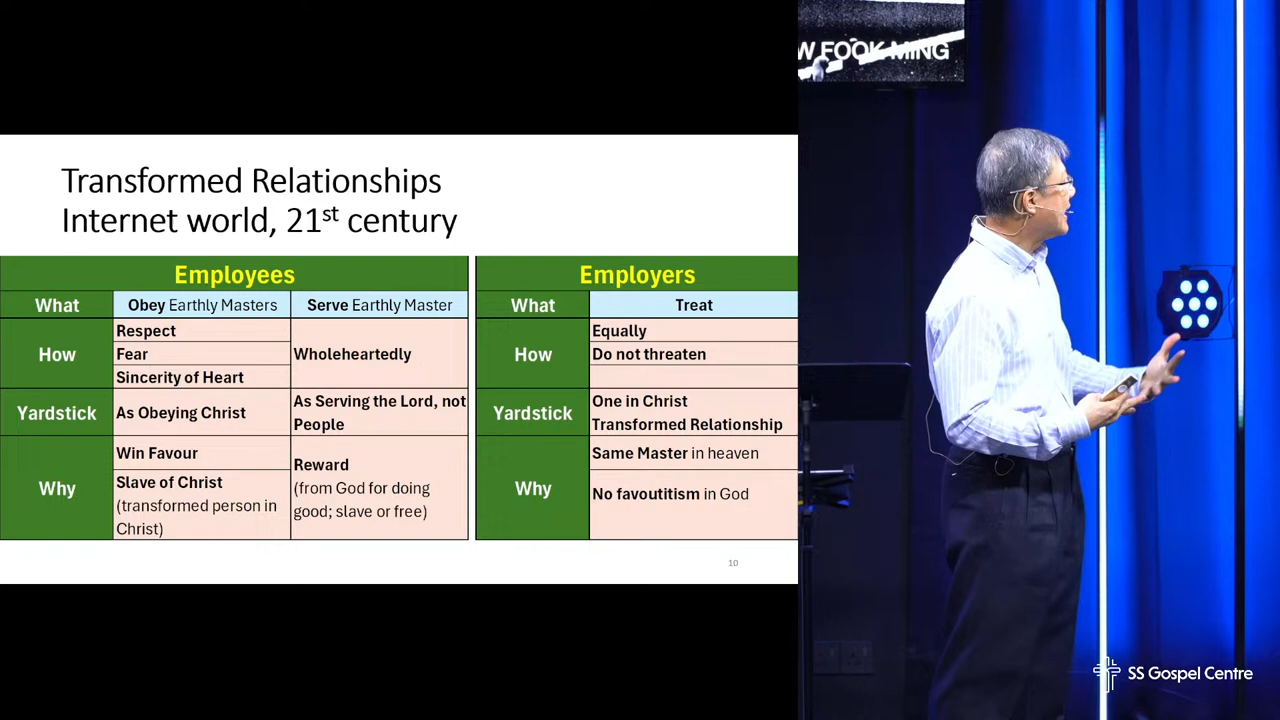 W FOOK MING
Transformed Relationships
Internet world, 21st century
Employees
What
Obey Earthly Masters
Serve Earthly Master
How
Respect
Fear
Sincerity of Heart
Wholeheartedly
Yardstick
As Obeying Christ
As Serving the Lord, not
People
Why
Win Favour
Slave of Christ
(transformed person in
Christ)
Reward
(from God for doing
good; slave or free)
Employers
What
Treat
How
Equally
Do not threaten
Yardstick
One in Christ
Transformed Relationship
Why
Same Master in heaven
No favoutitism in God
10
SS Gospel Centre